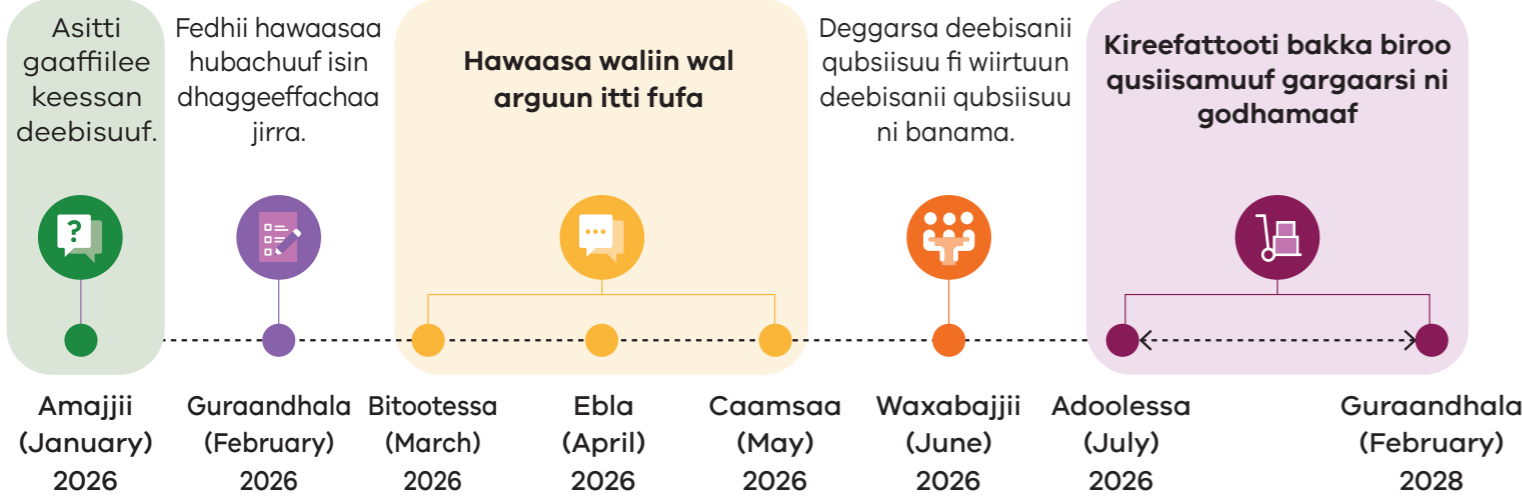 Asitti
gaaffiilee
keessan
deebisuuf.
Fedhii hawaasaa
hubachuuf isin
dhaggeeffachaa
jirra.
Hawaasa waliin wal
arguun itti fufa
Deggarsa deebisanii
qubsiisuu fi wiirtuun
deebisanii qubsiisuu
ni banama.
Kireefattooti bakka biroo
qusiisamuuf gargaarsi ni
godhamaaf
?
Amajjii
(January)
2026
Guraandhala
(February)
2026
Bitootessa
(March)
2026
Ebla
(April)
2026
Caamsaa
(May)
2026
Waxabajjii
(June)
2026
Adoolessa
(July)
2026
Guraandhala
(February)
2028